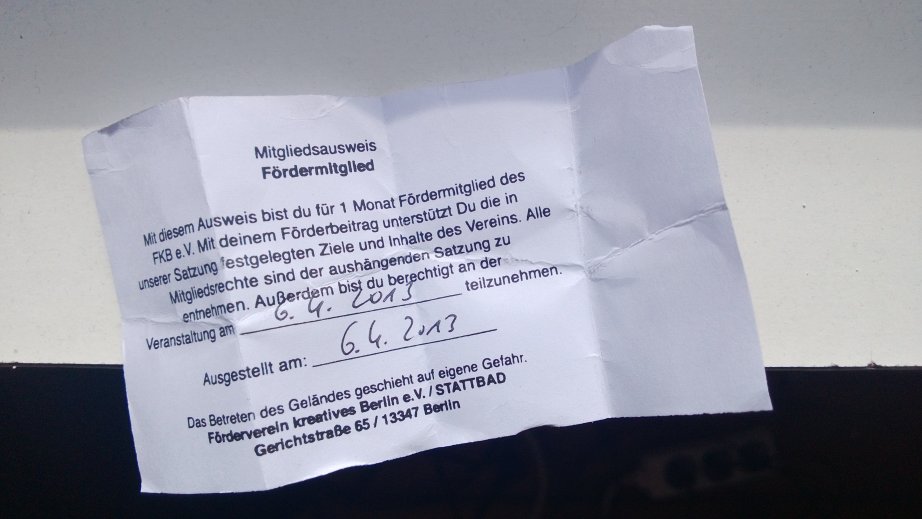 Mitgliedsausweis
Fördermitglied
Mit diesem Ausweis bist du für 1 Monat Fördermitglied des
FKB e.V. Mit deinem Förderbeitrag unterstützt Du die in
unserer Satzung festgelegten Ziele und Inhalte des Vereins. Alle
Mitgliedsrechte sind der aushängenden Satzung zu
entnehmen. Außerdem bist du berechtigt an der
Veranstaltung am 6.4.2013 teilzunehmen.
Ausgestellt am: 6.4.2013
Das Betreten des Geländes geschieht auf eigene Gefahr.
Förderverein kreatives Berlin e.V. / STATTBAD
Gerichtstraße 65 / 13347 Berlin